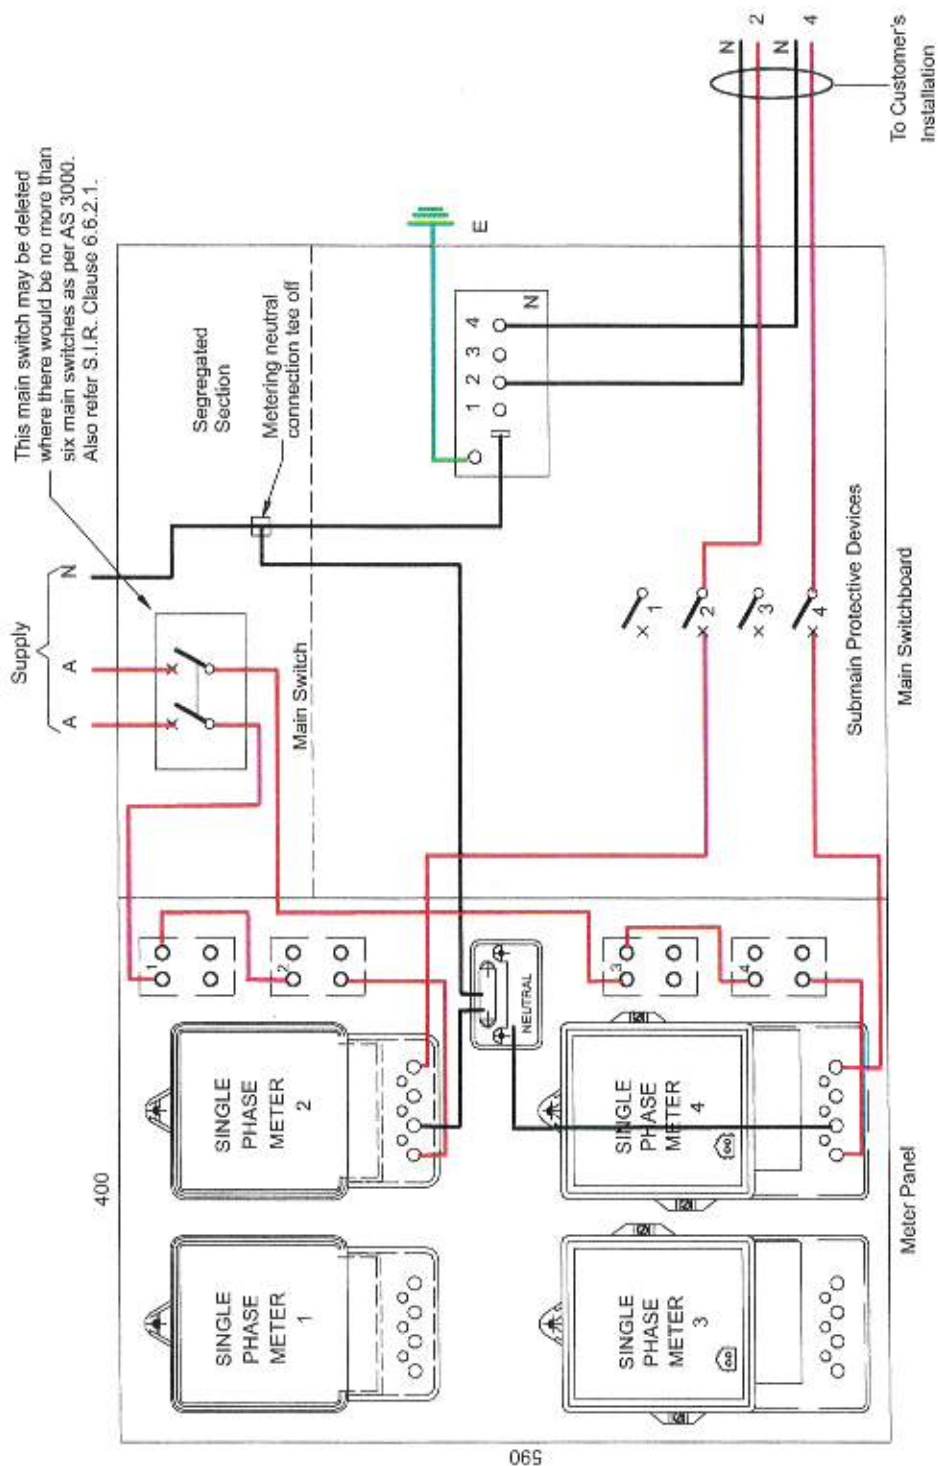 This main switch may be deleted
where there would be no more than
six main switches as per AS 3000.
Also refer S.I.R. Clause 6.6.2.1.
Supply
A
A
N
Segregated
Section
Metering neutral
connection tee off
Main Switch
E
1
2
3
4
N
N
2
N
4
To Customer's
Installation
1
2
3
4
Submain Protective Devices
Main Switchboard
1
2
3
4
NEUTRAL
400
SINGLE
PHASE
METER
1
SINGLE
PHASE
METER
2
SINGLE
PHASE
METER
3
SINGLE
PHASE
METER
4
Meter Panel
590